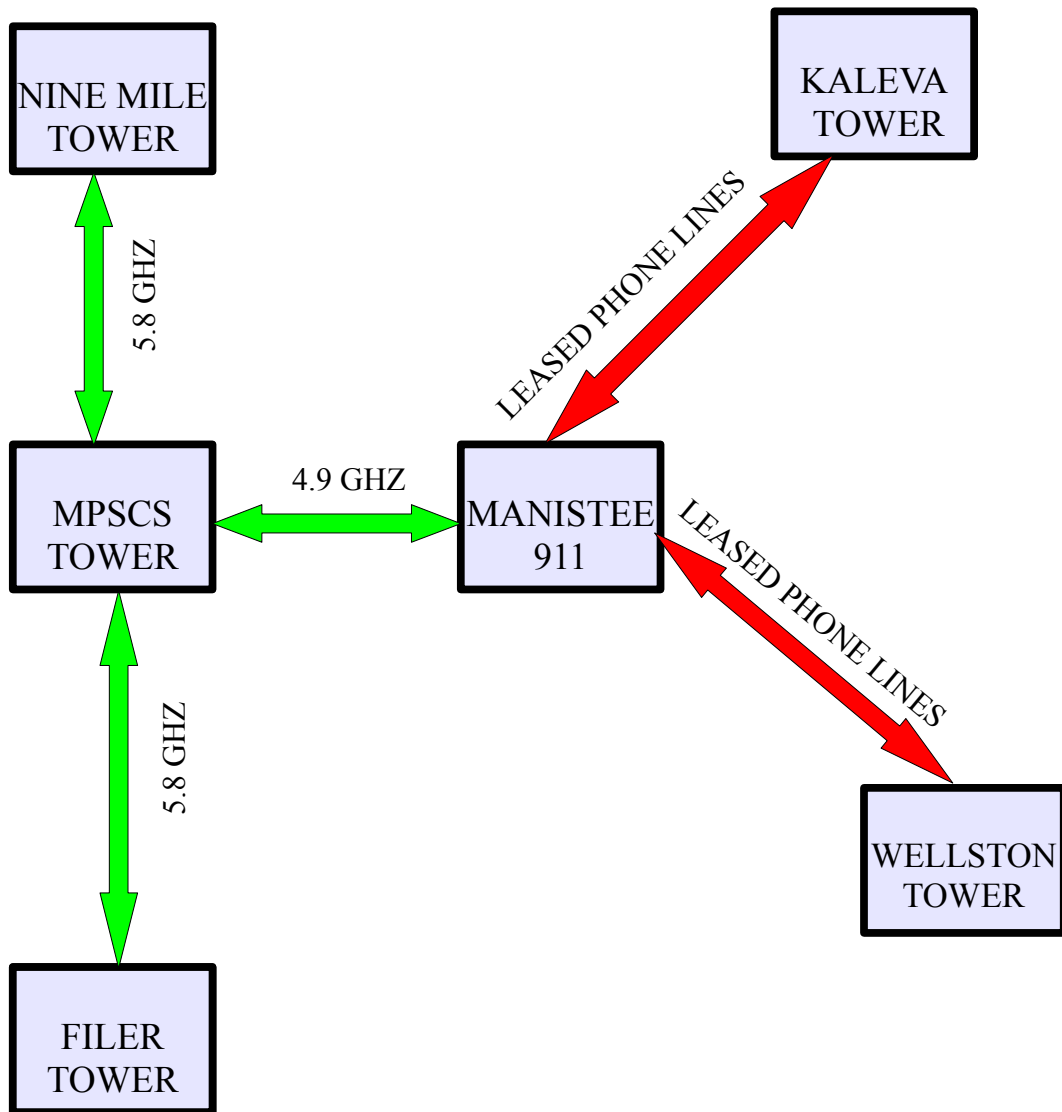 NINE MILE
TOWER
KALEVA
TOWER
5.8 GHZ
LEASED PHONE LINES
MPSCS
TOWER
4.9 GHZ
MANISTEE
911
LEASED PHONE LINES
5.8 GHZ
WELLSTON
TOWER
FILER
TOWER